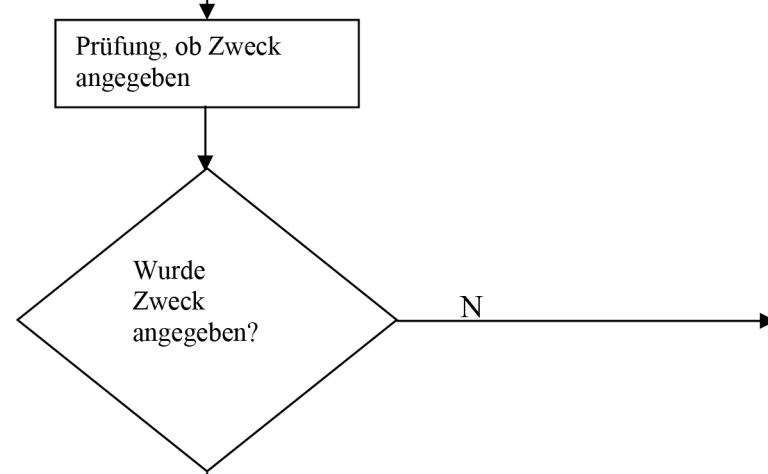 Prüfung, ob Zweck
angegeben
Wurde
Zweck
angegeben?
N